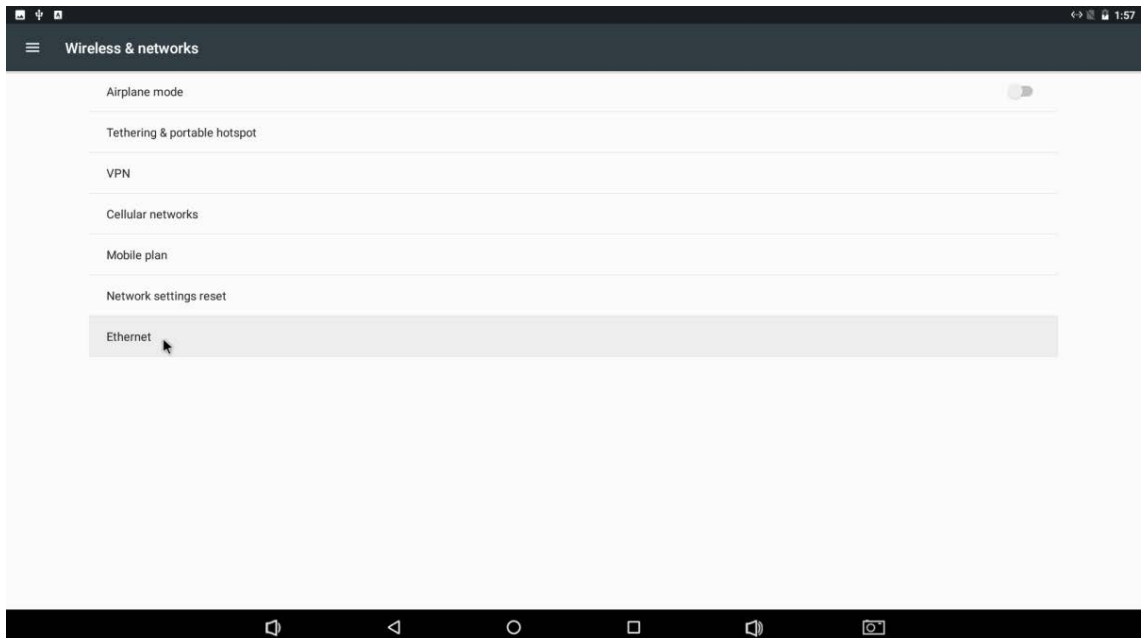 1:57
Wireless & networks
Airplane mode
Tethering & portable hotspot
VPN
Cellular networks
Mobile plan
Network settings reset
Ethernet